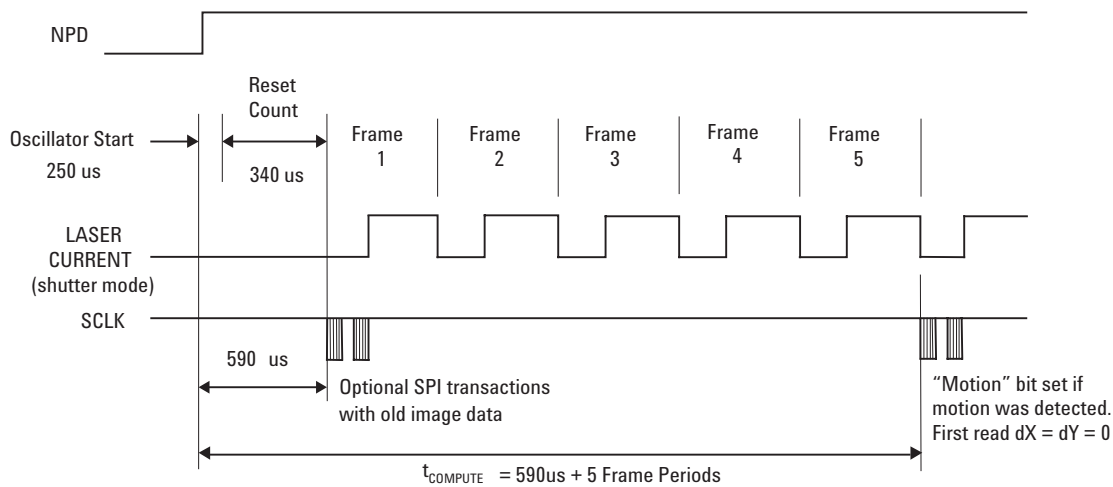 NPD
Reset
Count
Oscillator Start
250 us
340 us
Frame
1
Frame
2
Frame
3
Frame
4
Frame
5
LASER
CURRENT
(shutter mode)
SCLK
590 us
Optional SPI transactions
with old image data
"Motion" bit set if
motion was detected.
First read dX = dY = 0
tCOMPUTE = 590us + 5 Frame Periods